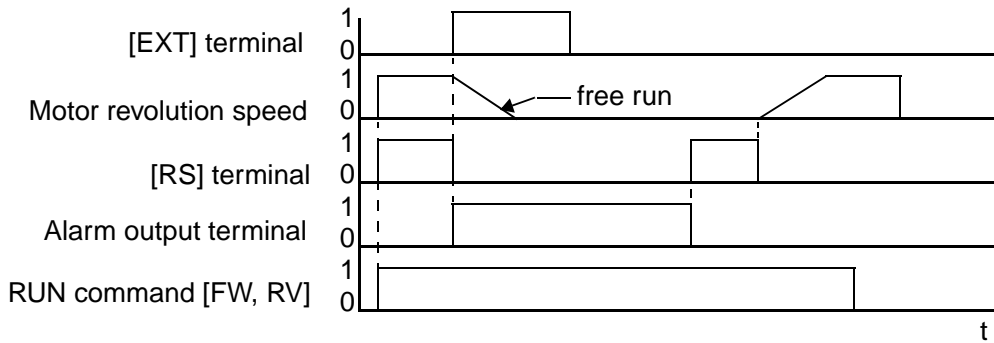 [EXT] terminal
1
0
Motor revolution speed
1
0
free run
[RS] terminal
1
0
Alarm output terminal
1
0
RUN command [FW, RV]
1
0
t